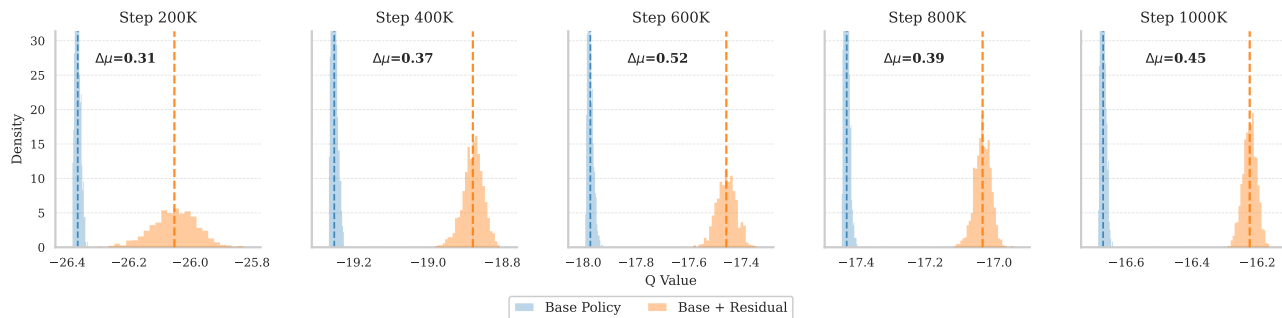 Step 200K
Step 400K
Step 600K
Step 800K
Step 1000K
30
25
20
15
10
5
0
Density
Δμ=0.31
Δμ=0.37
Δμ=0.52
Δμ=0.39
Δμ=0.45
−26.4 −26.2 −26.0 −25.8
−19.2 −19.0 −18.8
−18.0 −17.8 −17.6 −17.4
−17.4 −17.2 −17.0
−16.6 −16.4 −16.2
Q Value
Base Policy Base + Residual